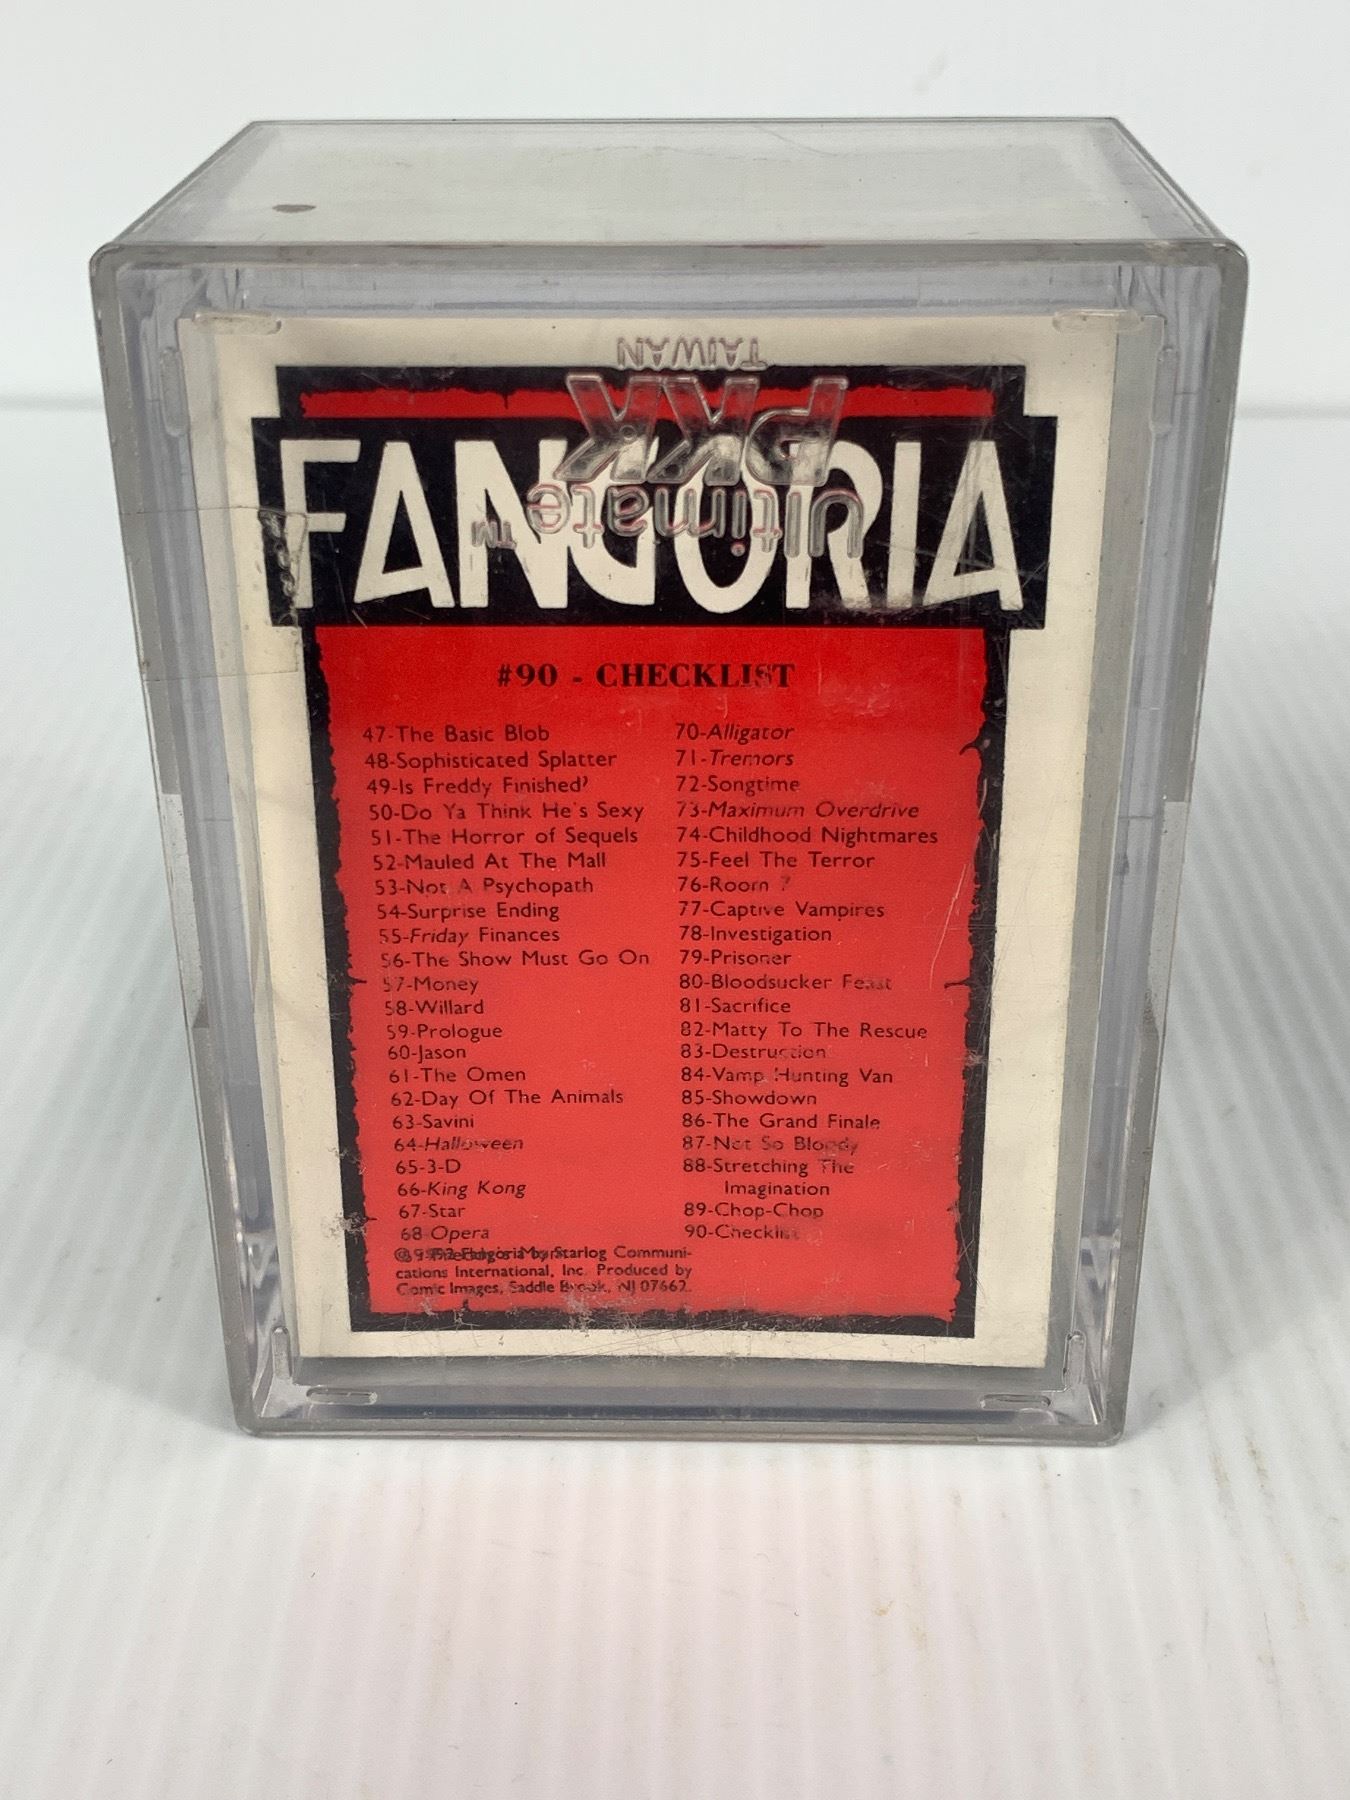 TAIWAN
PXR
Ultimate™
FANGORIA
#90 - CHECKLIST
47-The Basic Blob
48-Sophisticated Splatter
49-Is Freddy Finished?
50-Do Ya Think He's Sexy
51-The Horror of Sequels
52-Mauled At The Mall
53-Not A Psychopath
54-Surprise Ending
55-Friday Finances
56-The Show Must Go On
57-Money
58-Willard
59-Prologue
60-Jason
61-The Omen
62-Day Of The Animals
63-Savini
64-Halloween
65-3-D
66-King Kong
67-Star
68-Opera
70-Alligator
71-Tremors
72-Songtime
73-Maximum Overdrive
74-Childhood Nightmares
75-Feel The Terror
76-Room 7
77-Captive Vampires
78-Investigation
79-Prisoner
80-Bloodsucker Feast
81-Sacrifice
82-Matty To The Rescue
83-Destruction
84-Vamp Hunting Van
85-Showdown
86-The Grand Finale
87-Not So Bloody
88-Stretching The
Imagination
89-Chop-Chop
90-Checklist
by Starlog Communi-
cations International, Inc. Produced by
Comic Images, Saddle Brook, NJ 07662.